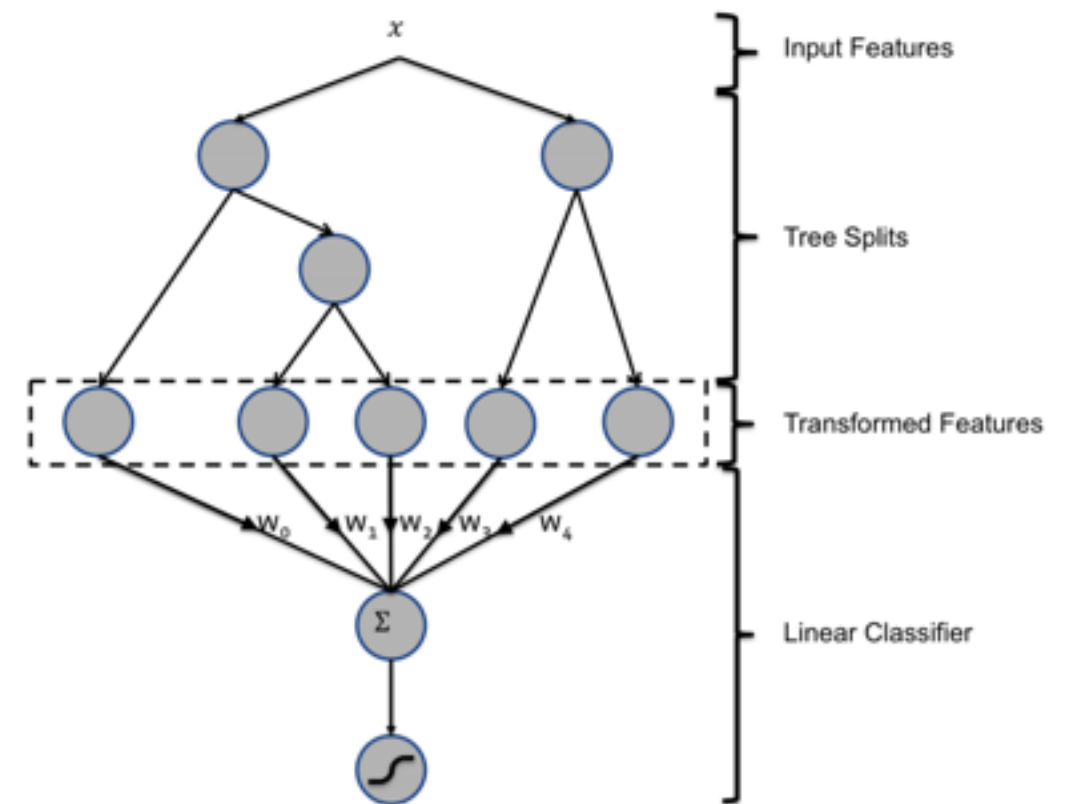 x
Input Features
Tree Splits
Transformed Features
W₀ W₁ W₂ W₃ W₄
Σ
Linear Classifier